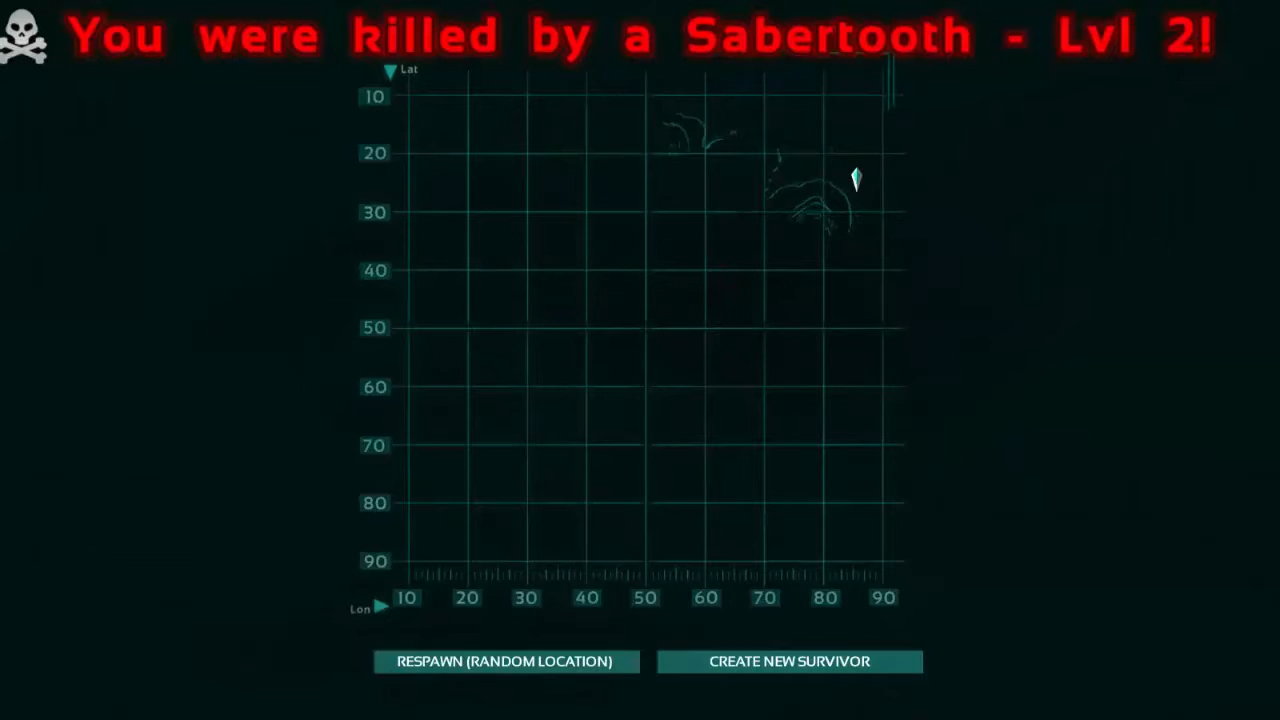 You were killed by a Sabertooth - Lvl 2!
Lat
10
20
30
40
50
60
70
80
90
Lon 10 20 30 40 50 60 70 80 90
RESPAWN (RANDOM LOCATION) CREATE NEW SURVIVOR